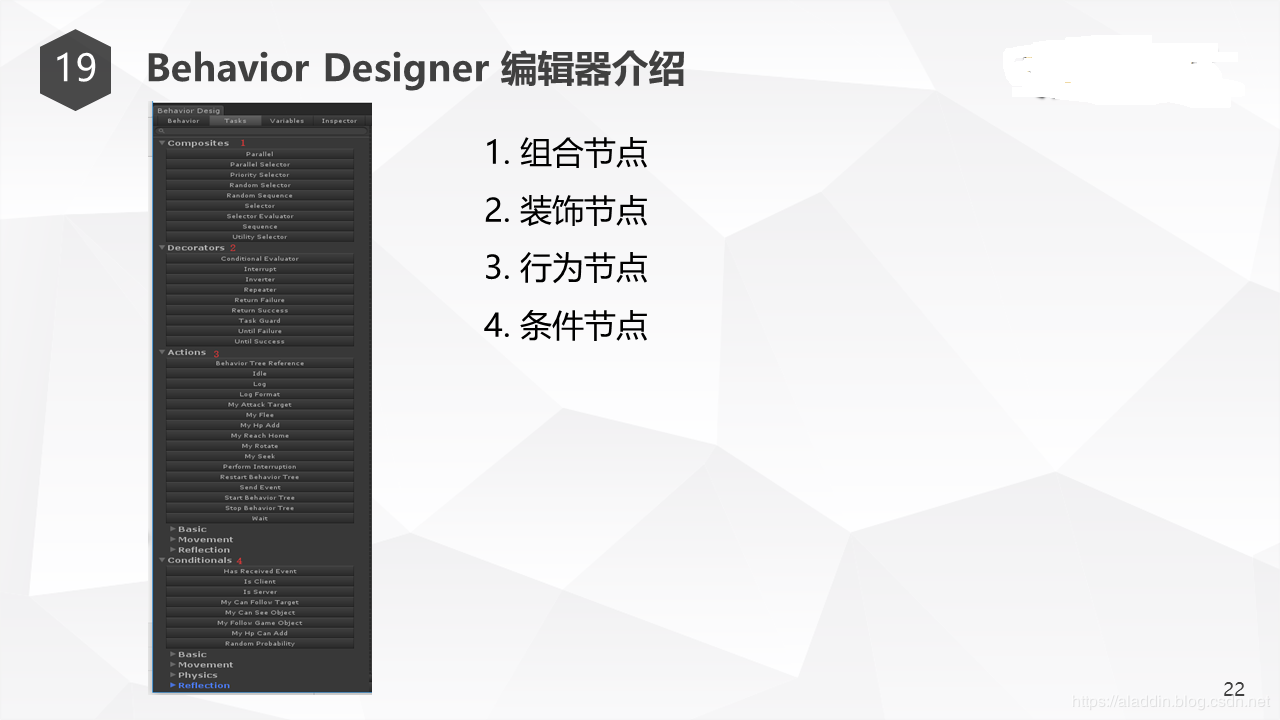 19
Behavior Designer 编辑器介绍
Behavior Desig
Behavior Tasks Variables Inspector
Composites 1
Parallel
Parallel Selector
Priority Selector
Random Selector
Random Sequence
Selector
Selector Evaluator
Sequence
Utility Selector
Decorators 2
Conditional Evaluator
Interrupt
Inverter
Repeater
Return Failure
Return Success
Task Guard
Until Failure
Until Success
Actions 3
Behavior Tree Reference
Idle
Log
Log Format
My Attack Target
My Flee
My Hp Add
My Reach Home
My Rotate
My Seek
Perform Interruption
Restart Behavior Tree
Send Event
Start Behavior Tree
Stop Behavior Tree
Wait
Basic
Movement
Reflection
Conditionals 4
Has Received Event
Is Client
Is Server
My Can Follow Target
My Can See Object
My Follow Game Object
My Hp Can Add
Random Probability
Basic
Movement
Physics
Reflection
1. 组合节点
2. 装饰节点
3. 行为节点
4. 条件节点
22
https://aladdin.blog.csdn.net